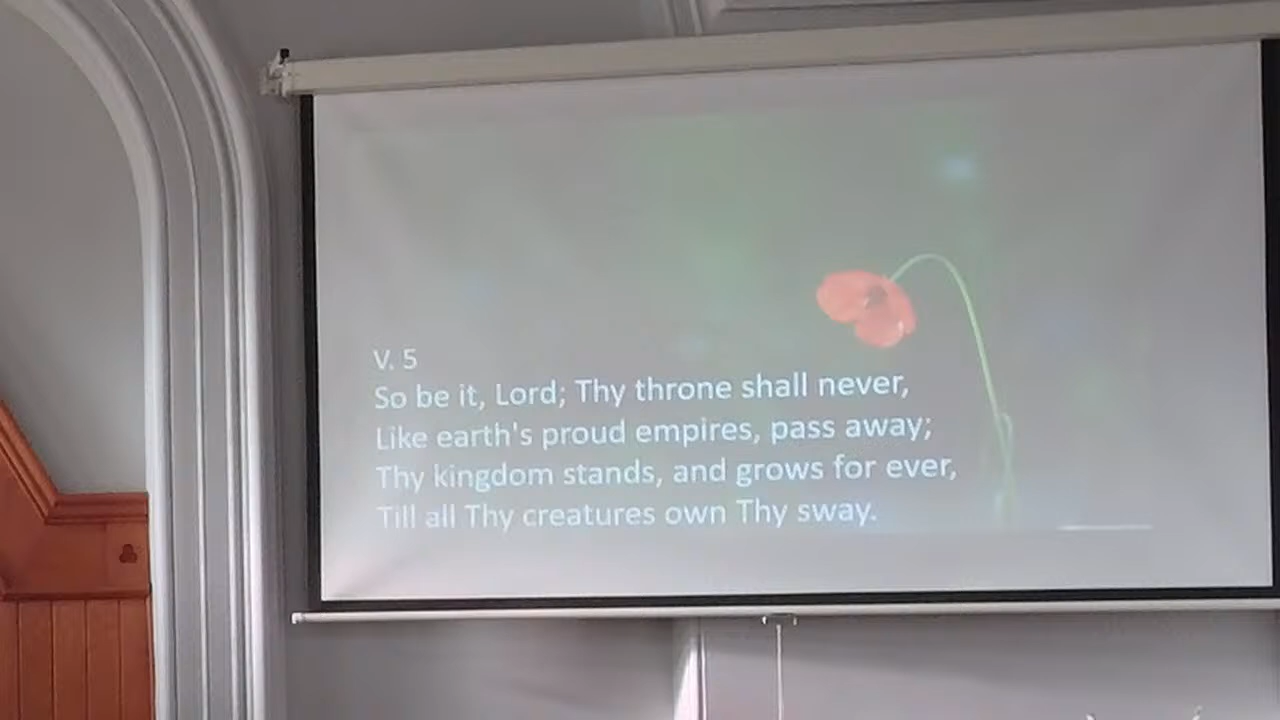 V. 5
So be it, Lord; Thy throne shall never,
Like earth's proud empires, pass away;
Thy kingdom stands, and grows for ever,
Till all Thy creatures own Thy sway.